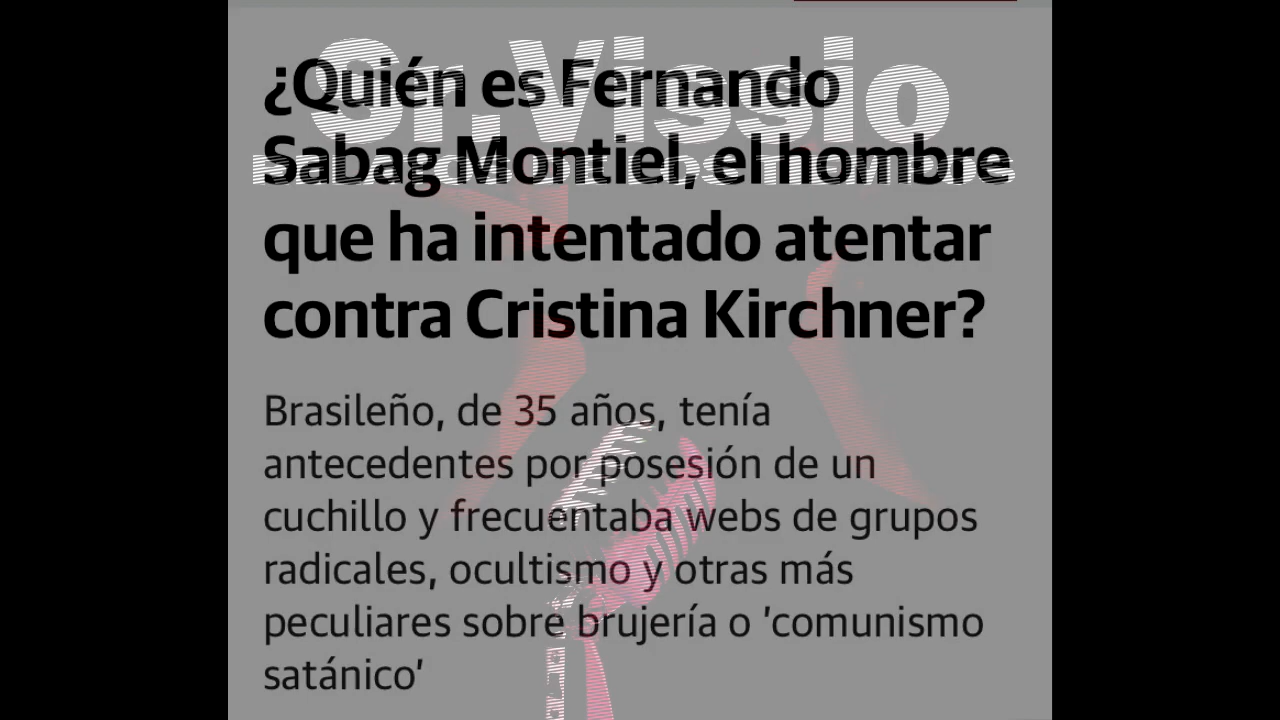 Sr.Vissio
¿Quién es Fernando
Sabag Montiel, el hombre
que ha intentado atentar
contra Cristina Kirchner?
Brasileño, de 35 años, tenía
antecedentes por posesión de un
cuchillo y frecuentaba webs de grupos
radicales, ocultismo y otras más
peculiares sobre brujería o 'comunismo
satánico'